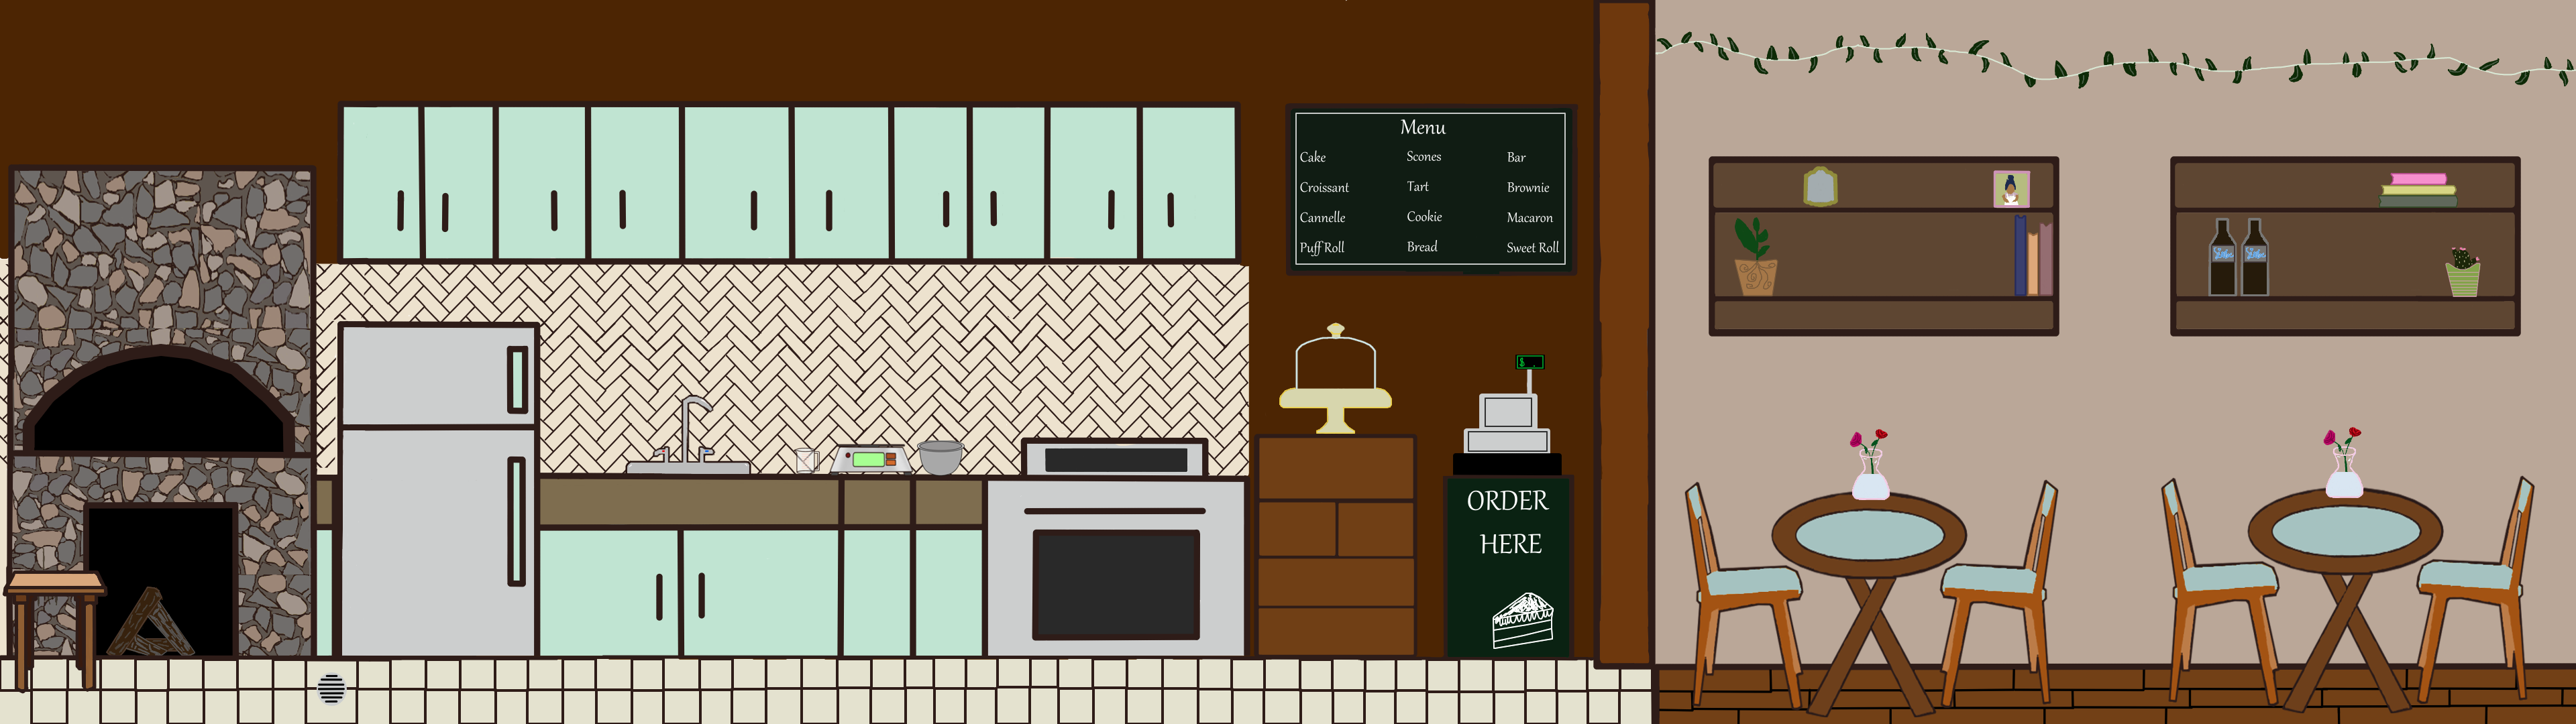 Menu
Cake Scones Bar
Croissant Tart Brownie
Cannelle Cookie Macaron
Puff Roll Bread Sweet Roll
$
ORDER
HERE